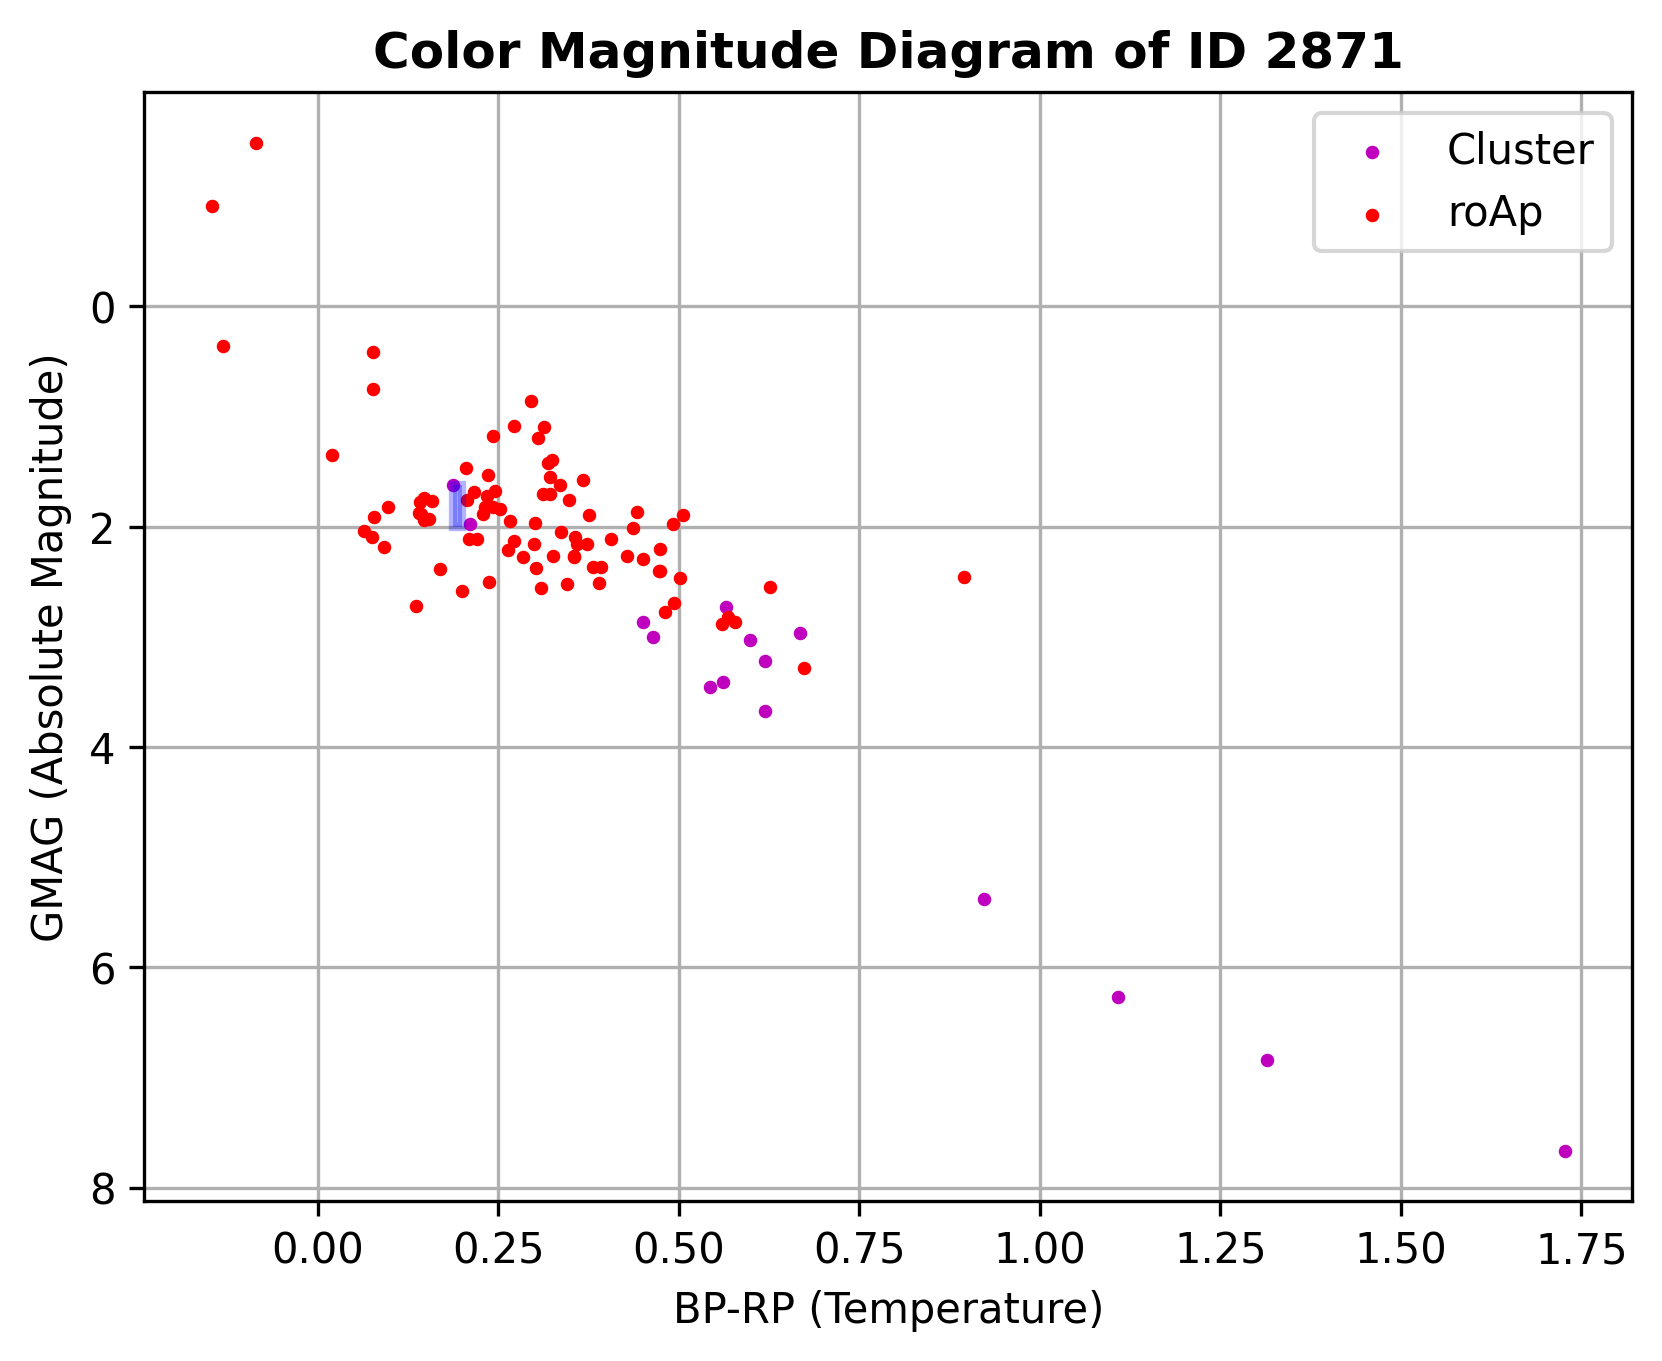 Color Magnitude Diagram of ID 2871
Cluster
roAp
GMAG (Absolute Magnitude)
0
2
4
6
8
0.00 0.25 0.50 0.75 1.00 1.25 1.50 1.75
BP-RP (Temperature)